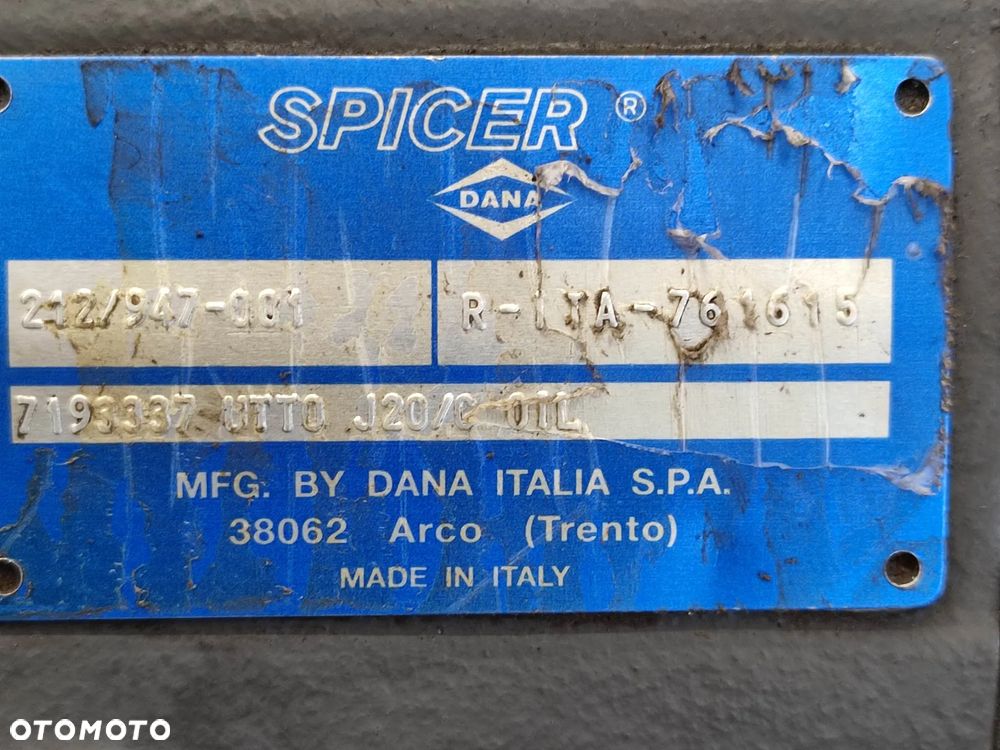 SPICER ®
DANA
212/947-001 R-ITA-761615
7193337 UTTO J20/C OIL
MFG. BY DANA ITALIA S.P.A.
38062 Arco (Trento)
MADE IN ITALY
OTOMOTO